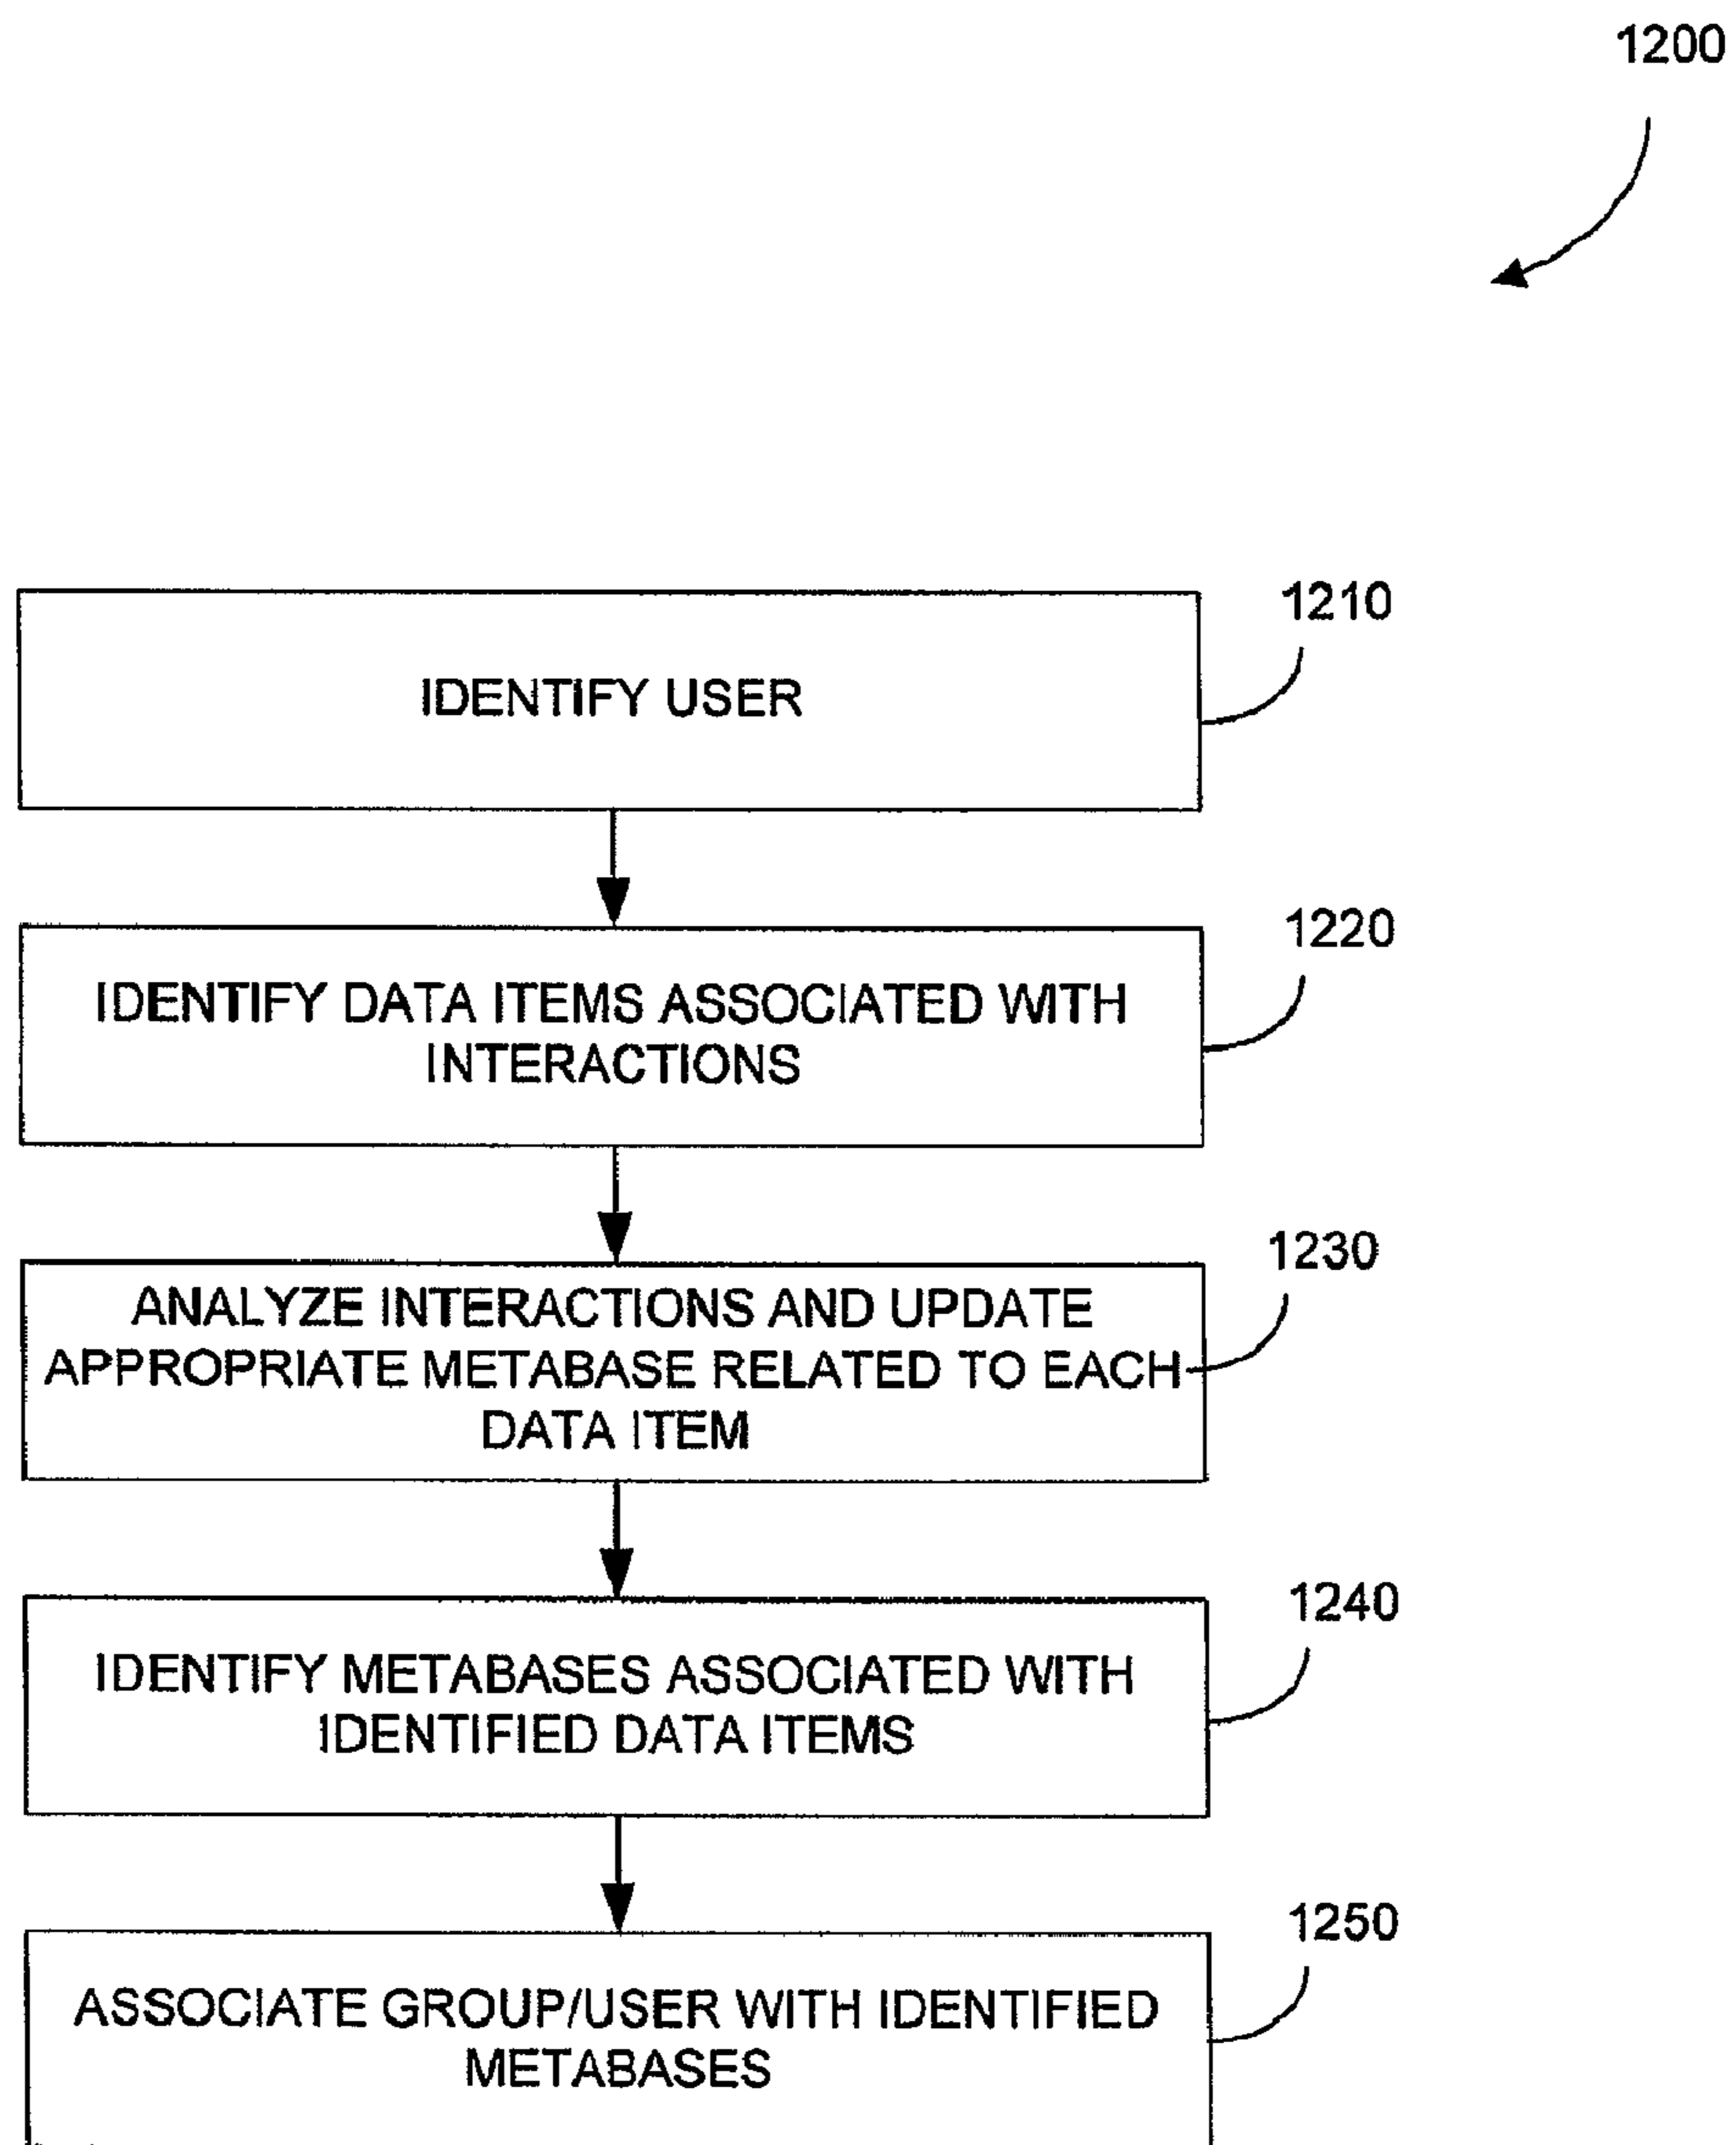 1200
1210
IDENTIFY USER
1220
IDENTIFY DATA ITEMS ASSOCIATED WITH
INTERACTIONS
1230
ANALYZE INTERACTIONS AND UPDATE
APPROPRIATE METABASE RELATED TO EACH
DATA ITEM
1240
IDENTIFY METABASES ASSOCIATED WITH
IDENTIFIED DATA ITEMS
1250
ASSOCIATE GROUP/USER WITH IDENTIFIED
METABASES